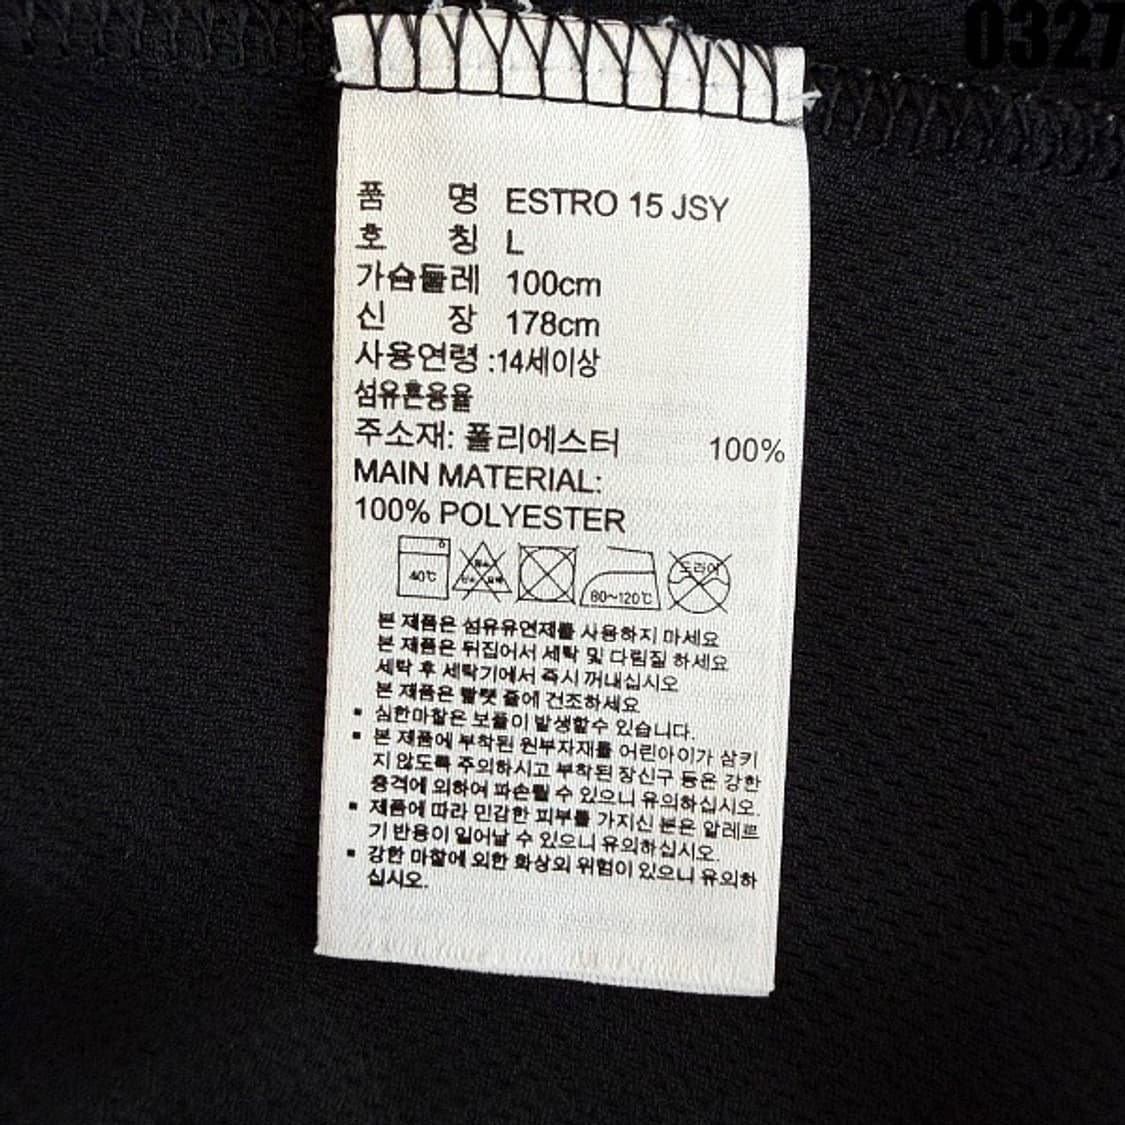 0327
품 명 ESTRO 15 JSY
호 칭 L
가슴둘레 100cm
신 장 178cm
사용연령 :14세이상
섬유혼용율
주소재: 폴리에스터 100%
MAIN MATERIAL:
100% POLYESTER
40℃ 80~120℃ 드라이
본 제품은 섬유유연제를 사용하지 마세요
본 제품은 뒤집어서 세탁 및 다림질 하세요
세탁 후 세탁기에서 즉시 꺼내십시오
본 제품은 빨랫 줄에 건조하세요
▪ 심한마찰은 보풀이 발생할수 있습니다.
▪ 본 제품에 부착된 원부자재를 어린아이가 삼키
지 않도록 주의하시고 부착된 장신구 등은 강한
충격에 의하여 파손될 수 있으니 유의하십시오.
▪ 제품에 따라 민감한 피부를 가지신 분은 알레르
기 반응이 일어날 수 있으니 유의하십시오.
▪ 강한 마찰에 의한 화상의 위험이 있으니 유의하
십시오.